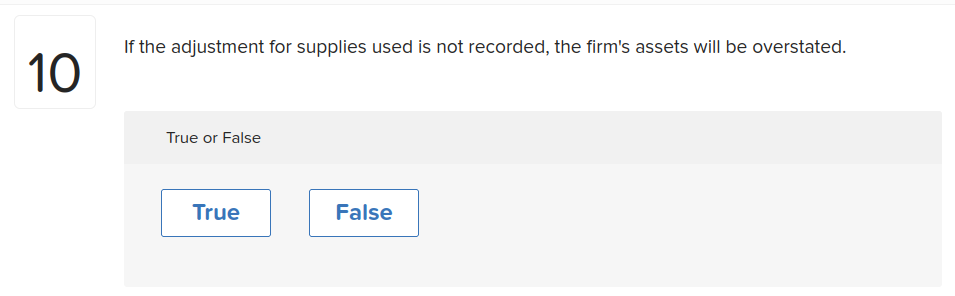 10
If the adjustment for supplies used is not recorded, the firm's assets will be overstated.
True or False
True
False